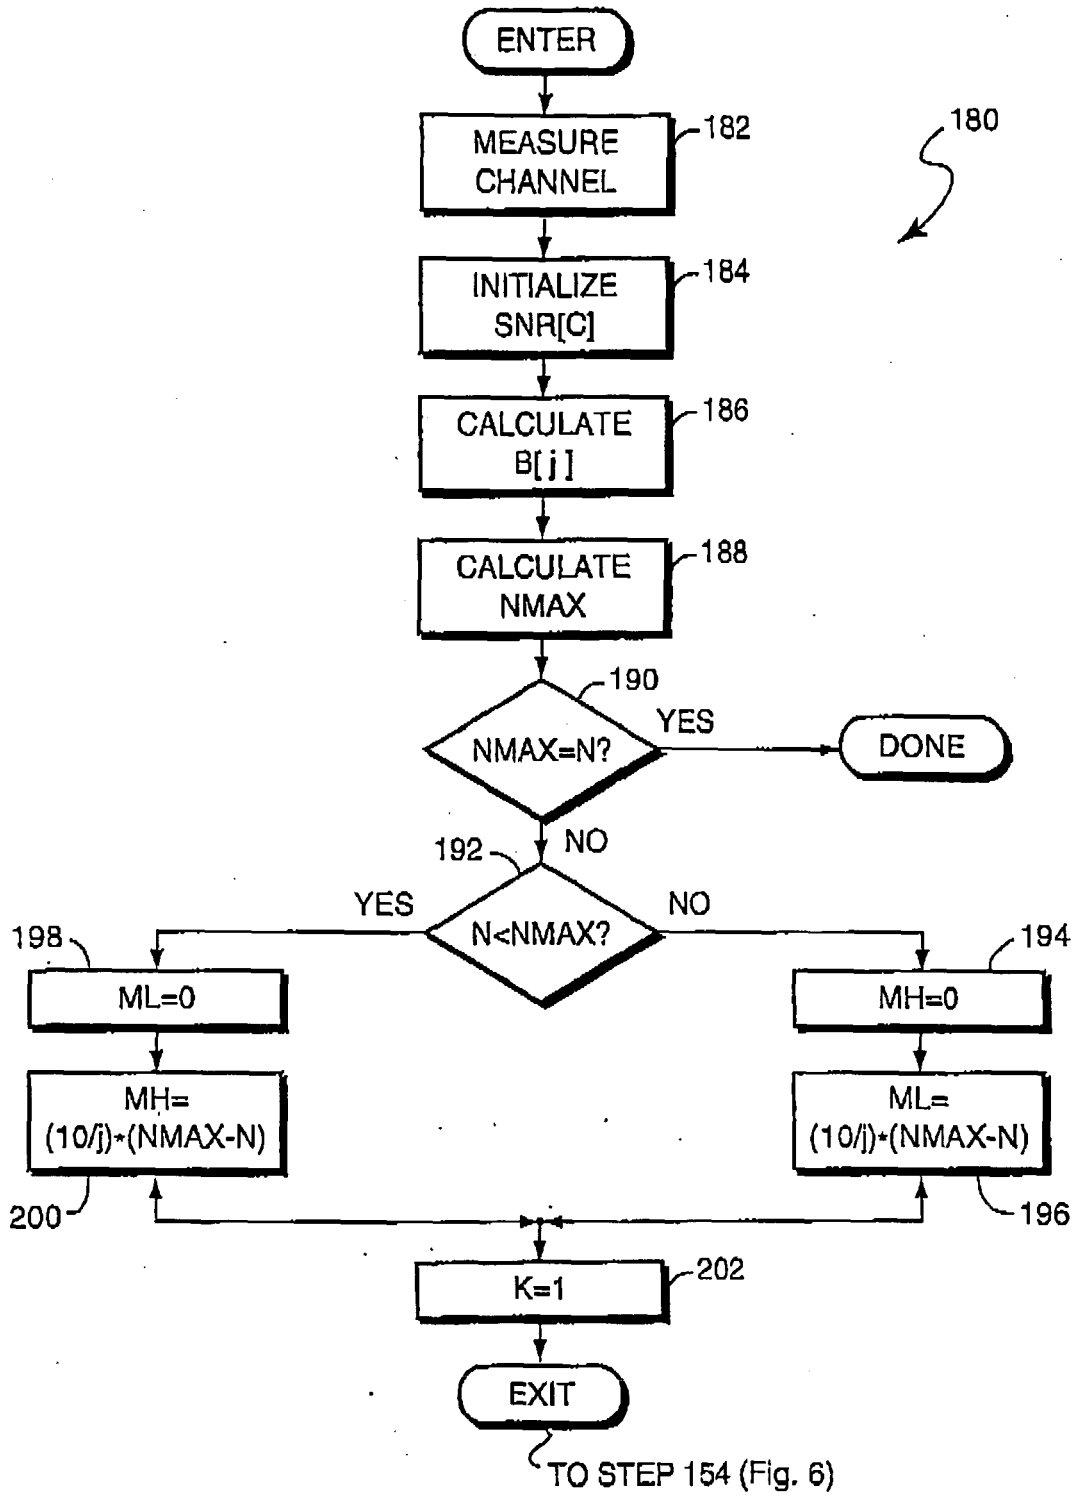 ENTER
MEASURE
CHANNEL
182
180
INITIALIZE
SNR[C]
184
CALCULATE
B[j]
186
CALCULATE
NMAX
188
190
NMAX=N?
YES
DONE
NO
192
N<NMAX?
YES
NO
198
ML=0
194
MH=0
MH=
(10/j)*(NMAX-N)
200
ML=
(10/j)*(NMAX-N)
196
K=1
202
EXIT
TO STEP 154 (Fig. 6)